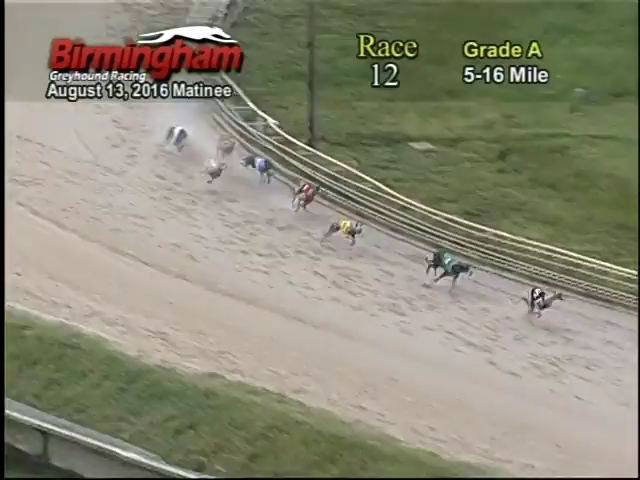 Birmingham
Greyhound Racing
August 13, 2016 Matinee
Race
12
Grade A
5-16 Mile